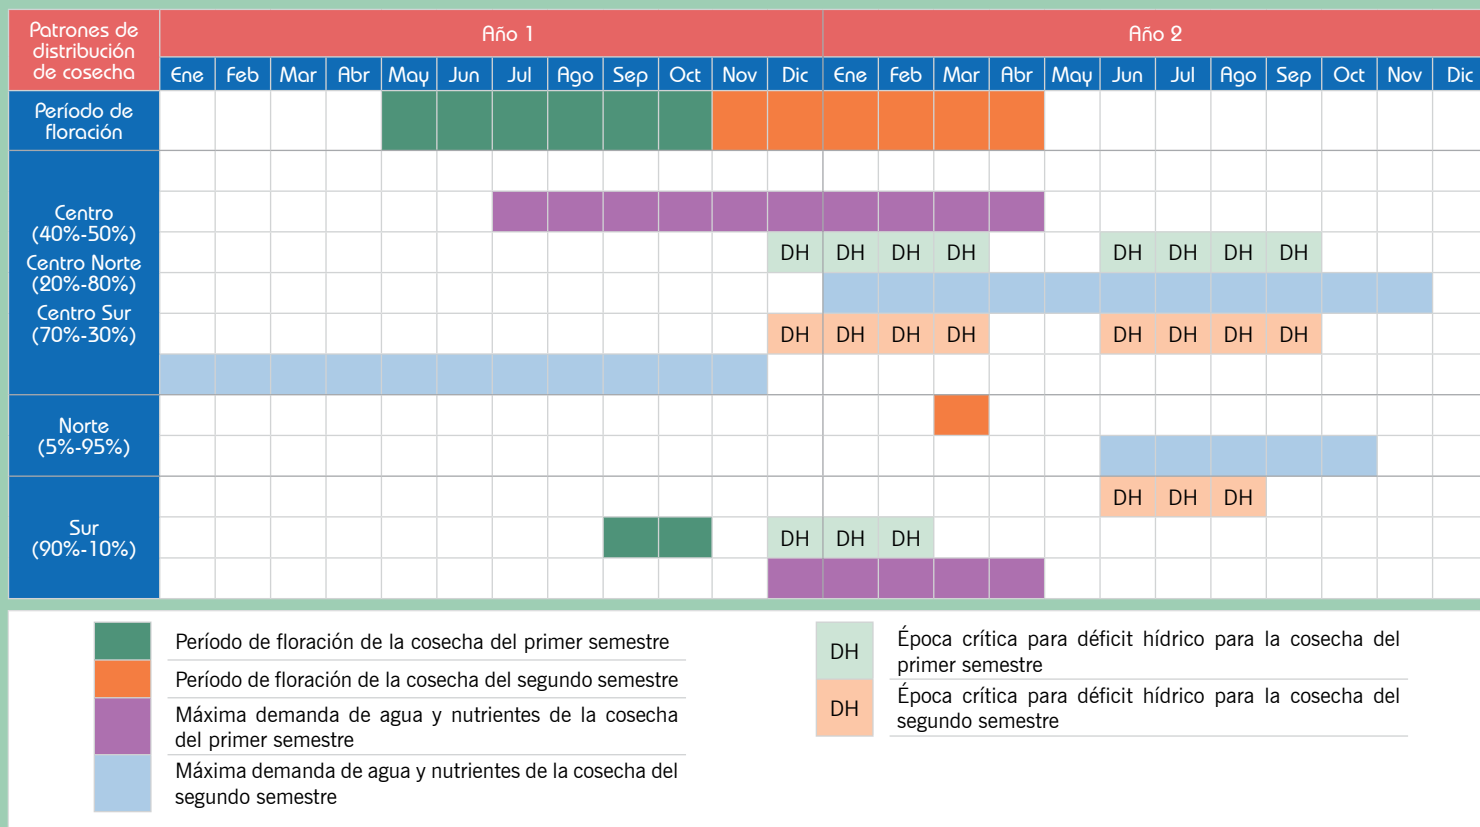 Patrones de
distribución
de cosecha
Año 1
Año 2
Ene Feb Mar Abr May Jun Jul Ago Sep Oct Nov Dic Ene Feb Mar Abr May Jun Jul Ago Sep Oct Nov Dic
Período de
floración
Centro
(40%-50%)
Centro Norte
(20%-80%)
Centro Sur
(70%-30%)
DH DH DH DH DH DH DH DH
DH DH DH DH DH DH DH DH
Norte
(5%-95%)
Sur
(90%-10%)
DH DH DH
DH DH DH
Período de floración de la cosecha del primer semestre
Período de floración de la cosecha del segundo semestre
Máxima demanda de agua y nutrientes de la cosecha
del primer semestre
Máxima demanda de agua y nutrientes de la cosecha del
segundo semestre
DH
Época crítica para déficit hídrico para la cosecha del
primer semestre
DH
Época crítica para déficit hídrico para la cosecha del
segundo semestre